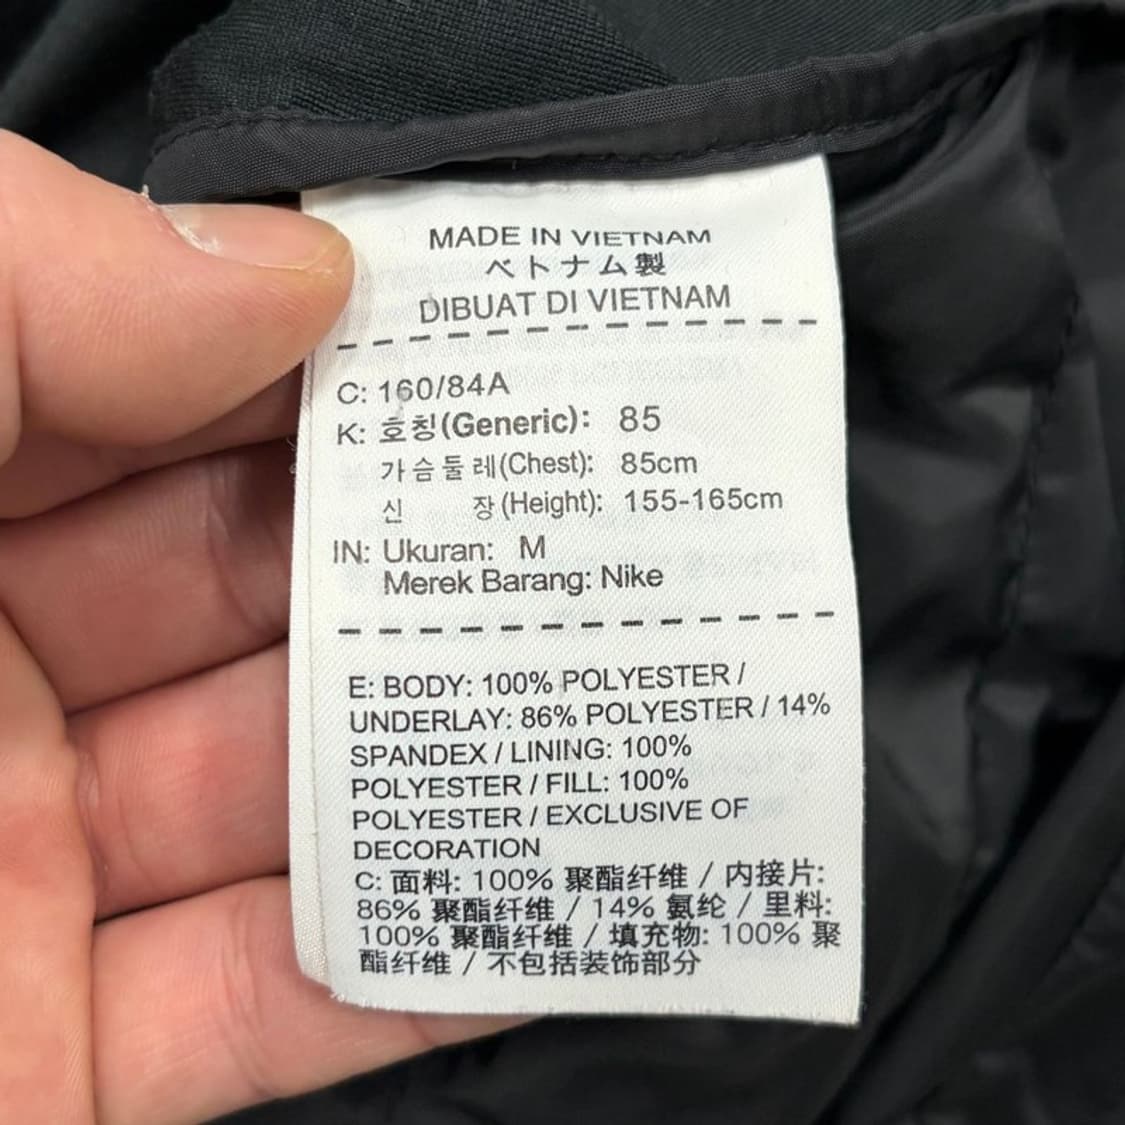 MADE IN VIETNAM
ベトナム製
DIBUAT DI VIETNAM
C: 160/84A
K: 호칭(Generic): 85
가슴둘레(Chest): 85cm
신 장(Height): 155-165cm
IN: Ukuran: M
Merek Barang: Nike
E: BODY: 100% POLYESTER /
UNDERLAY: 86% POLYESTER / 14%
SPANDEX / LINING: 100%
POLYESTER / FILL: 100%
POLYESTER / EXCLUSIVE OF
DECORATION
C: 面料: 100% 聚酯纤维 / 内接片:
86% 聚酯纤维 / 14% 氨纶 / 里料:
100% 聚酯纤维 / 填充物: 100% 聚
酯纤维 / 不包括装饰部分